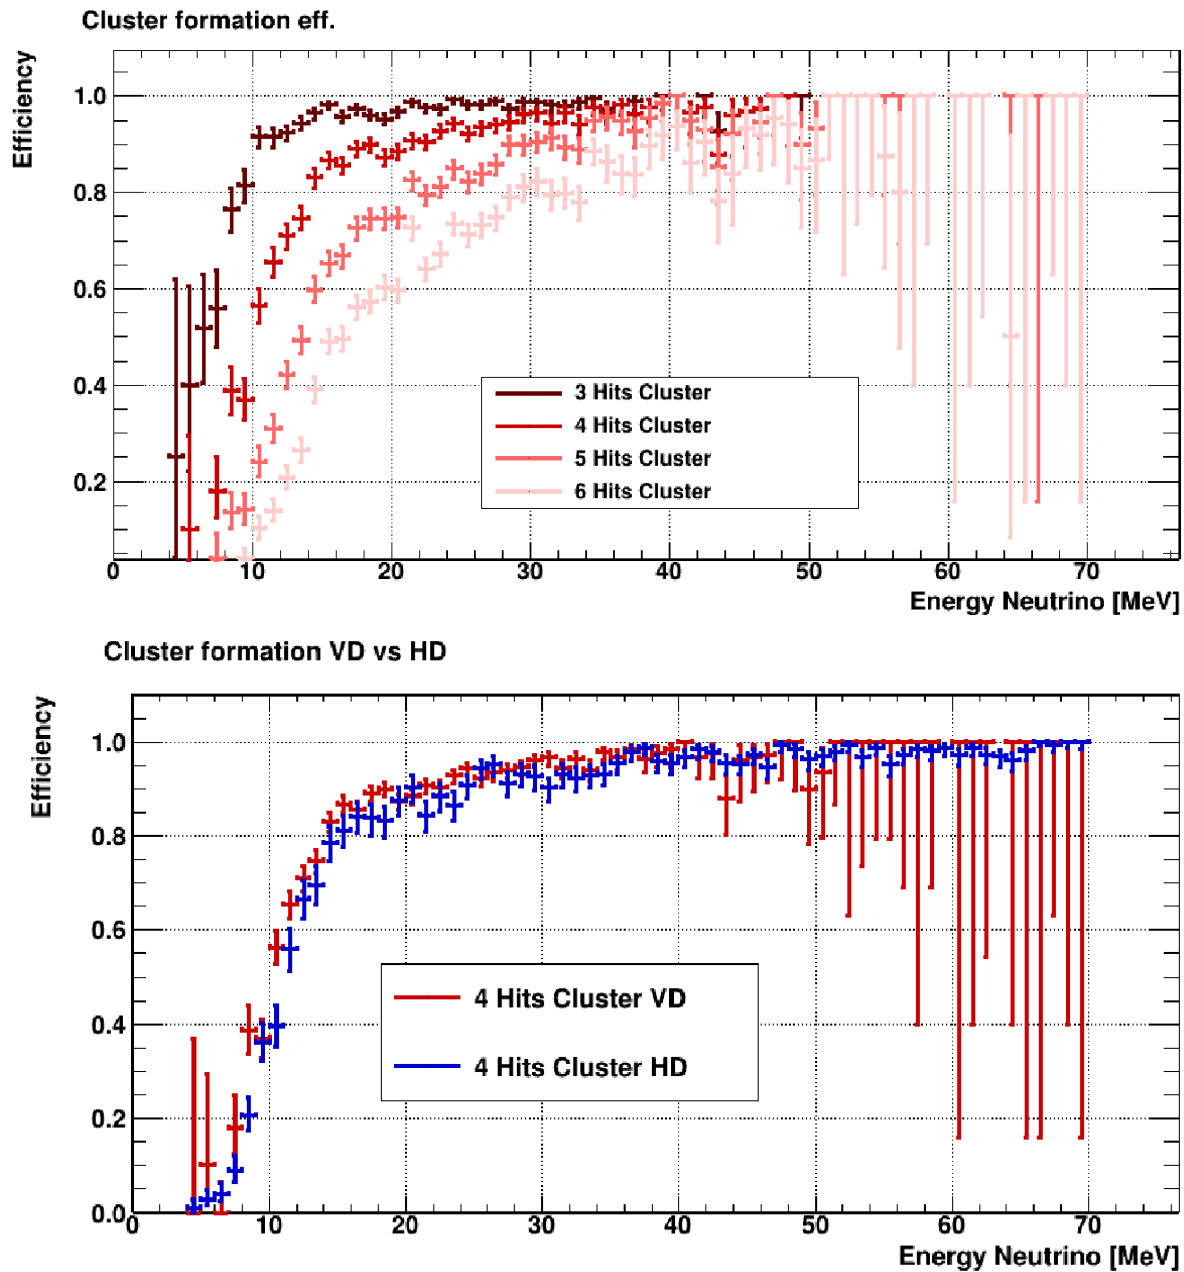 Cluster formation eff.
Efficiency
1.0
0.8
0.6
0.4
0.2
3 Hits Cluster
4 Hits Cluster
5 Hits Cluster
6 Hits Cluster
0 10 20 30 40 50 60 70
Energy Neutrino [MeV]
Cluster formation VD vs HD
Efficiency
1.0
0.8
0.6
0.4
0.2
0.0
4 Hits Cluster VD
4 Hits Cluster HD
0 10 20 30 40 50 60 70
Energy Neutrino [MeV]